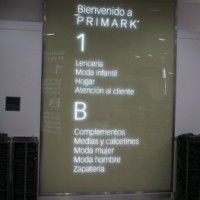 Bienvenido a
PRIMARK
1
Lencería
Moda infantil
Hogar
Atención al cliente
B
Complementos
Medias y calcetines
Moda mujer
Moda hombre
Zapatería